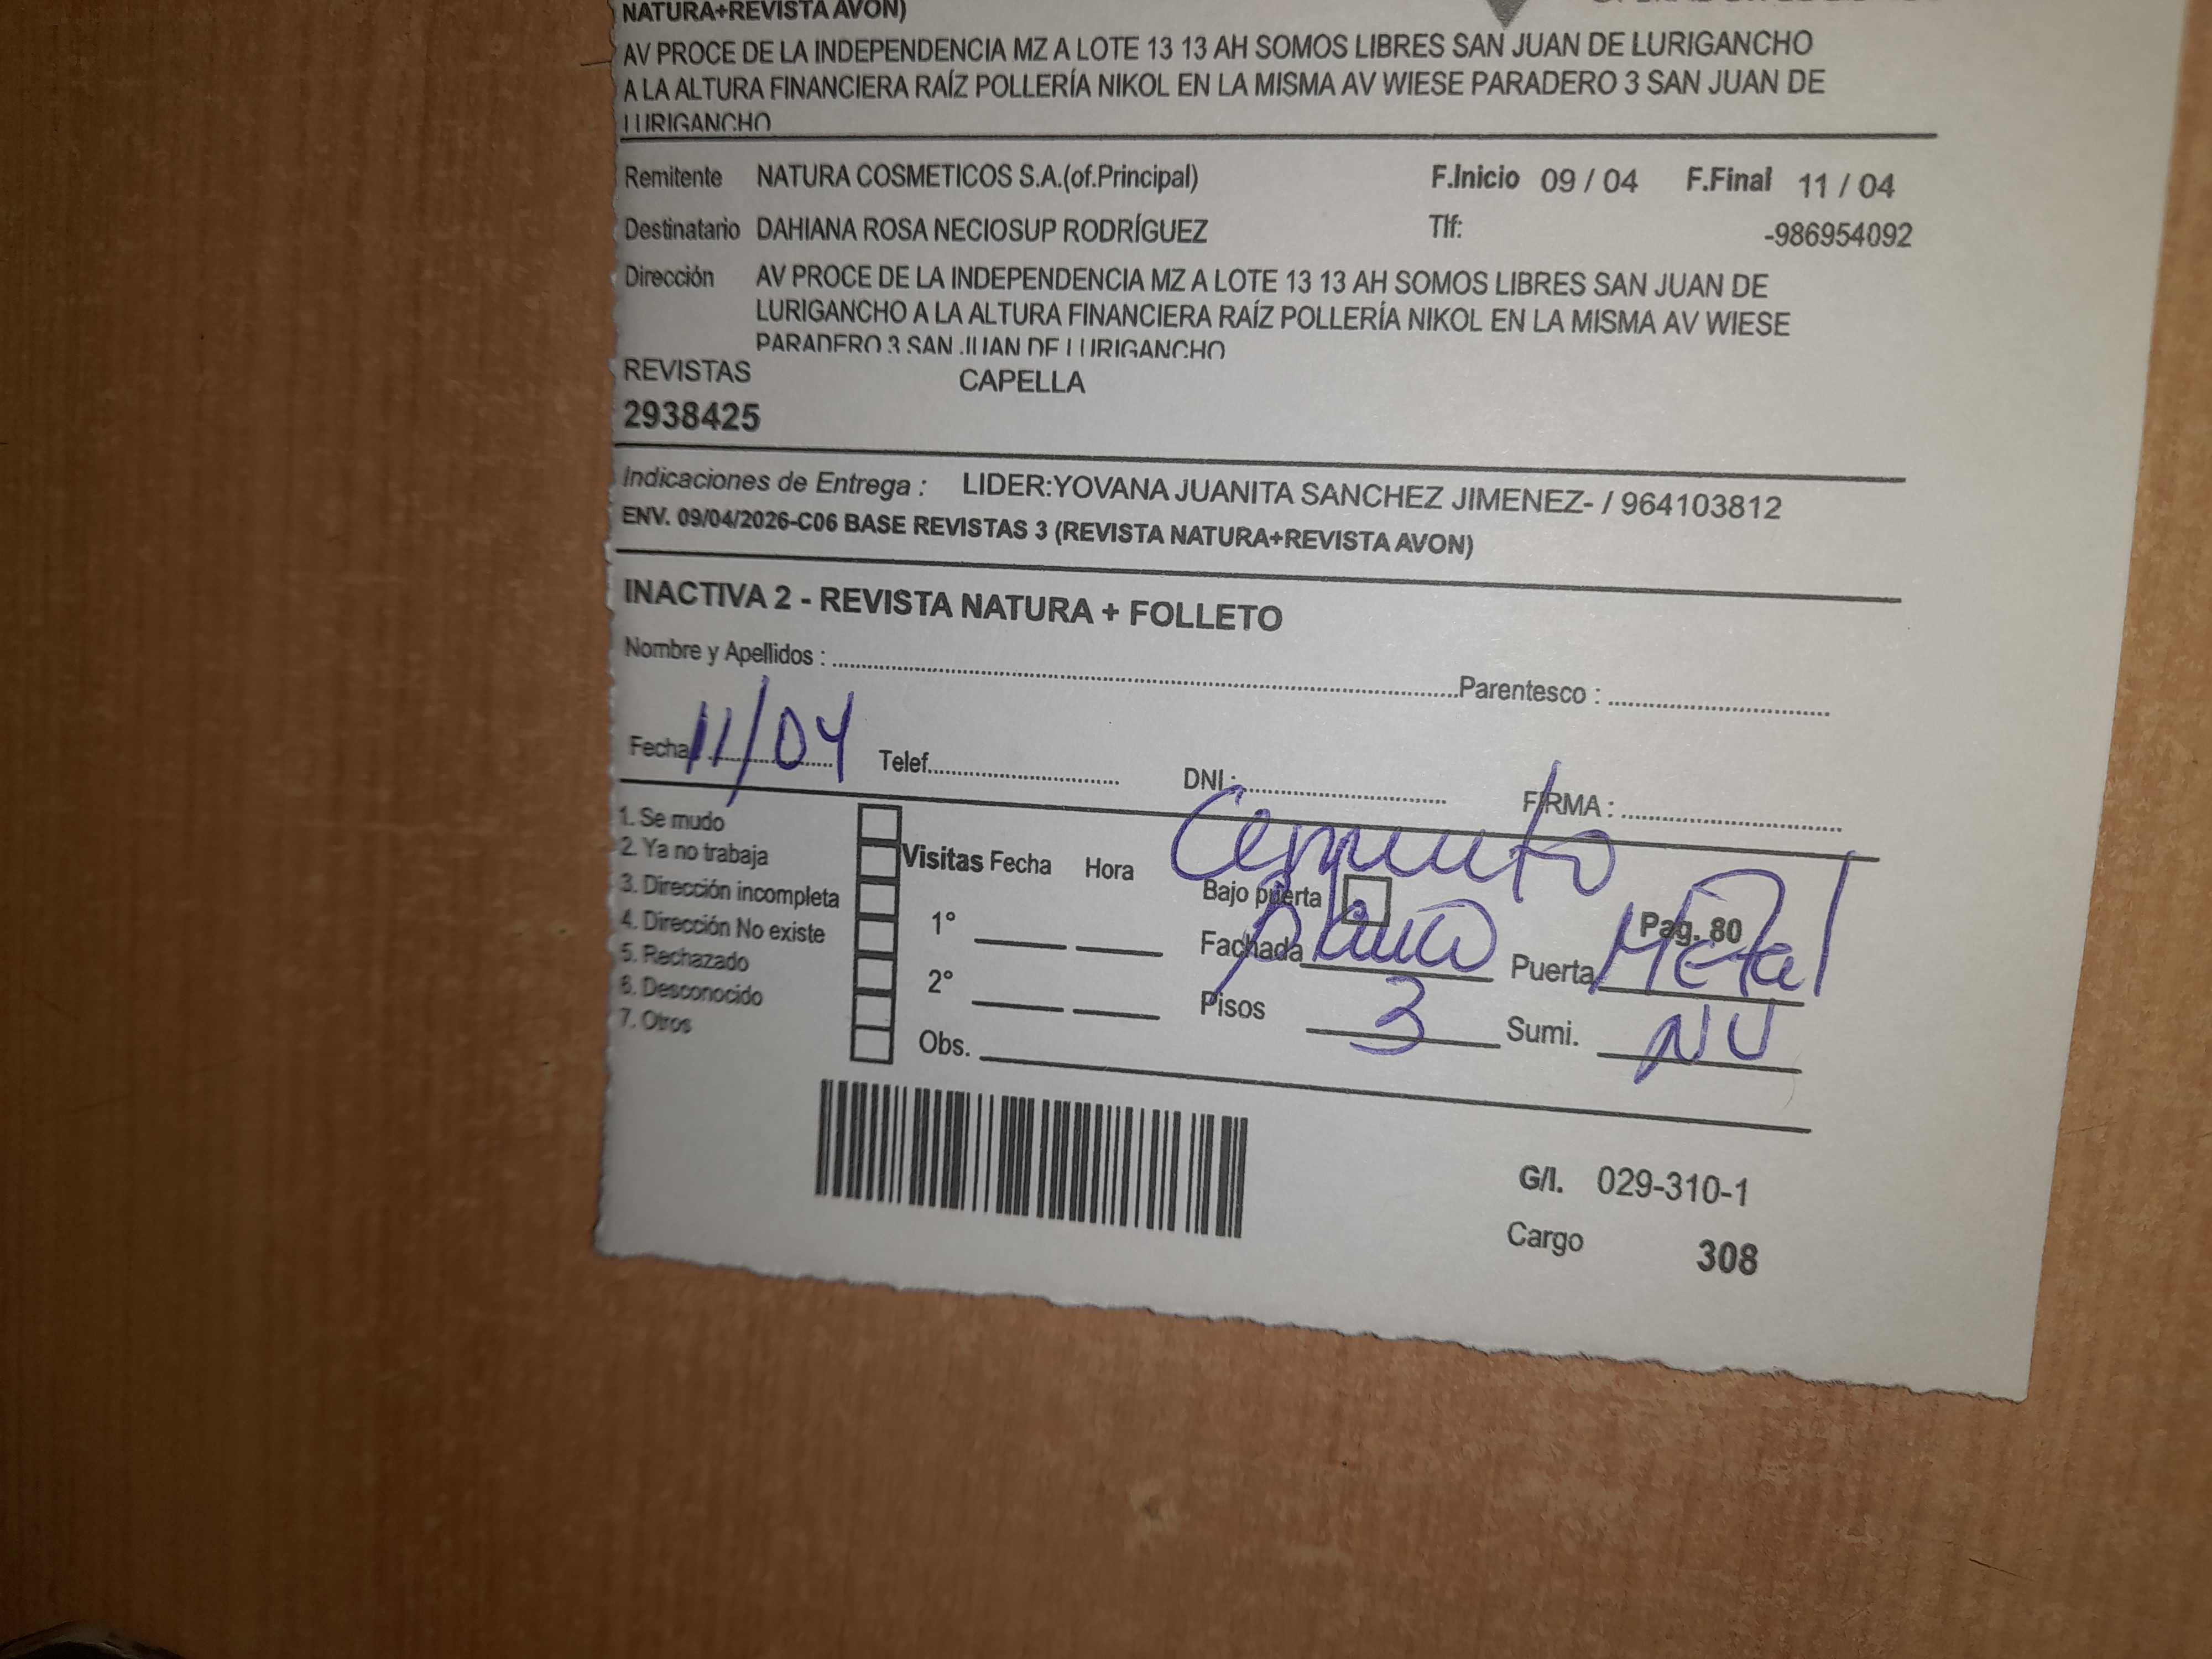 NATURA+REVISTA AVON)
AV PROCE DE LA INDEPENDENCIA MZ A LOTE 13 13 AH SOMOS LIBRES SAN JUAN DE LURIGANCHO
A LA ALTURA FINANCIERA RAÍZ POLLERÍA NIKOL EN LA MISMA AV WIESE PARADERO 3 SAN JUAN DE
LURIGANCHO
Remitente NATURA COSMETICOS S.A.(of.Principal) F.Inicio 09 / 04 F.Final 11 / 04
Destinatario DAHIANA ROSA NECIOSUP RODRÍGUEZ Tlf: -986954092
Dirección AV PROCE DE LA INDEPENDENCIA MZ A LOTE 13 13 AH SOMOS LIBRES SAN JUAN DE
LURIGANCHO A LA ALTURA FINANCIERA RAÍZ POLLERÍA NIKOL EN LA MISMA AV WIESE
PARADERO 3 SAN JUAN DE LURIGANCHO
REVISTAS CAPELLA
2938425
Indicaciones de Entrega : LIDER:YOVANA JUANITA SANCHEZ JIMENEZ- / 964103812
ENV. 09/04/2026-C06 BASE REVISTAS 3 (REVISTA NATURA+REVISTA AVON)
INACTIVA 2 - REVISTA NATURA + FOLLETO
Nombre y Apellidos : Parentesco :
Fecha 11/04 Telef. DNI : FIRMA :
1. Se mudo
2. Ya no trabaja
3. Dirección incompleta
4. Dirección No existe
5. Rechazado
6. Desconocido
7. Otros
Visitas Fecha Hora
1°
2°
Obs.
Cemento
Bajo puerta Pag. 80
Fachada blanco Puerta Metal
Pisos 3 Sumi. NU
G/I. 029-310-1
Cargo 308